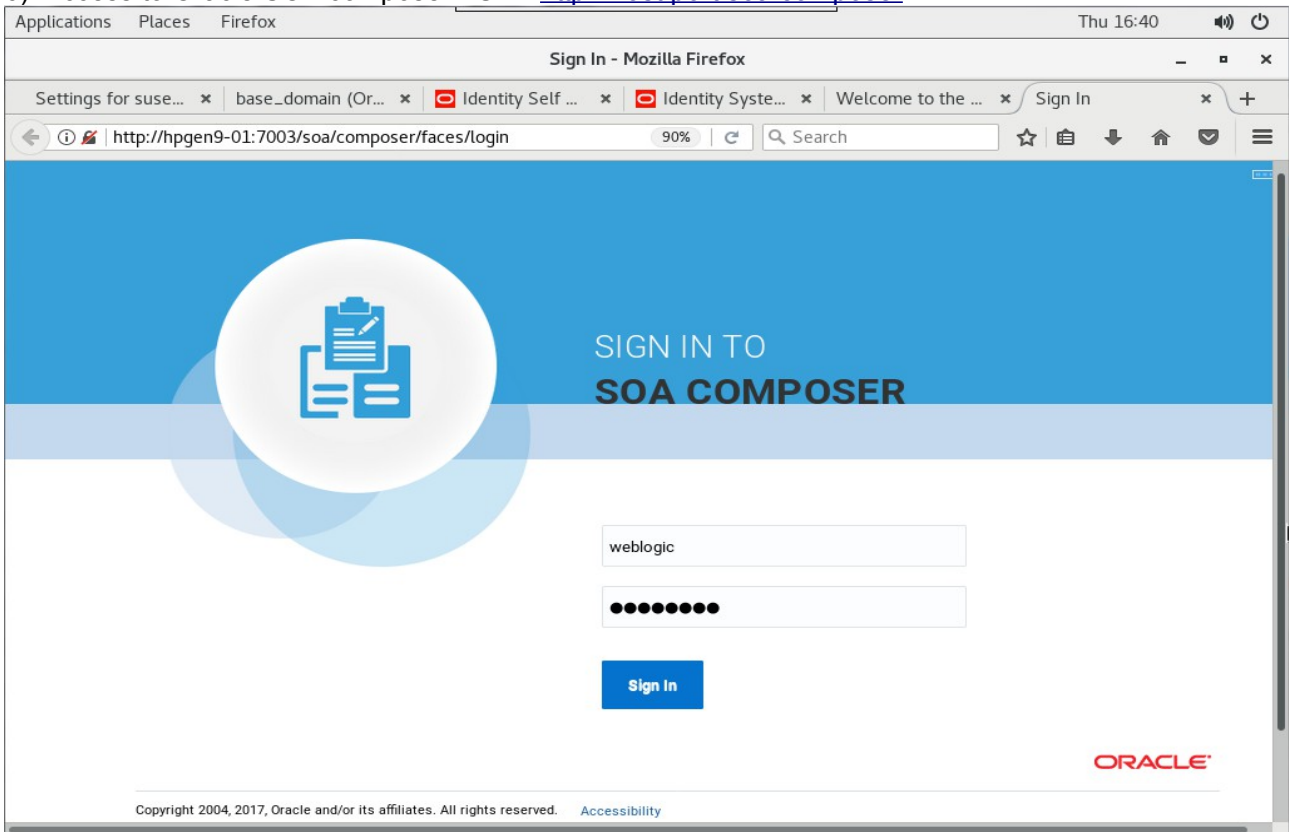 Applications Places Firefox Thu 16:40
Sign In - Mozilla Firefox
Settings for suse... base_domain (Or... Identity Self ... Identity Syste... Welcome to the ... Sign In
http://hpgen9-01:7003/soa/composer/faces/login 90% Search
SIGN IN TO
SOA COMPOSER
weblogic
Sign In
ORACLE
Copyright 2004, 2017, Oracle and/or its affiliates. All rights reserved. Accessibility